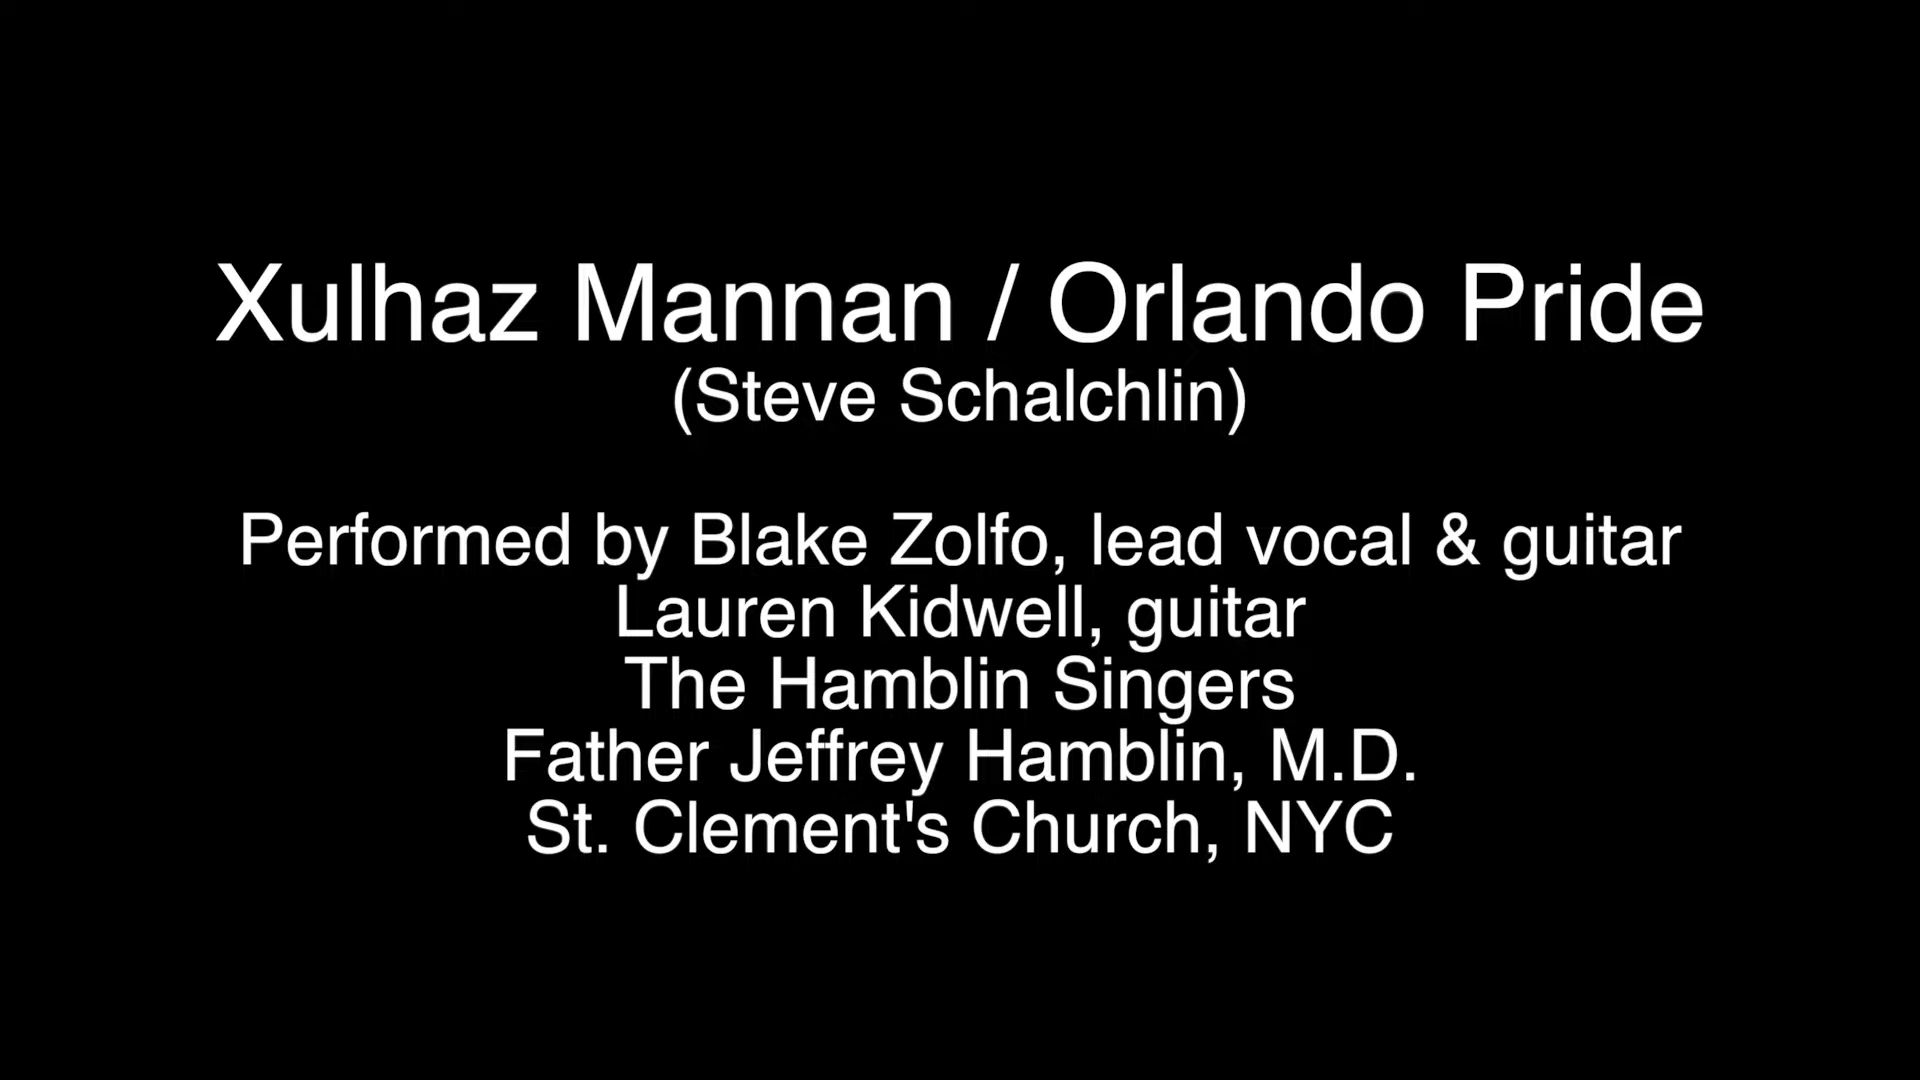 Xulhaz Mannan / Orlando Pride
(Steve Schalchlin)
Performed by Blake Zolfo, lead vocal & guitar
Lauren Kidwell, guitar
The Hamblin Singers
Father Jeffrey Hamblin, M.D.
St. Clement's Church, NYC